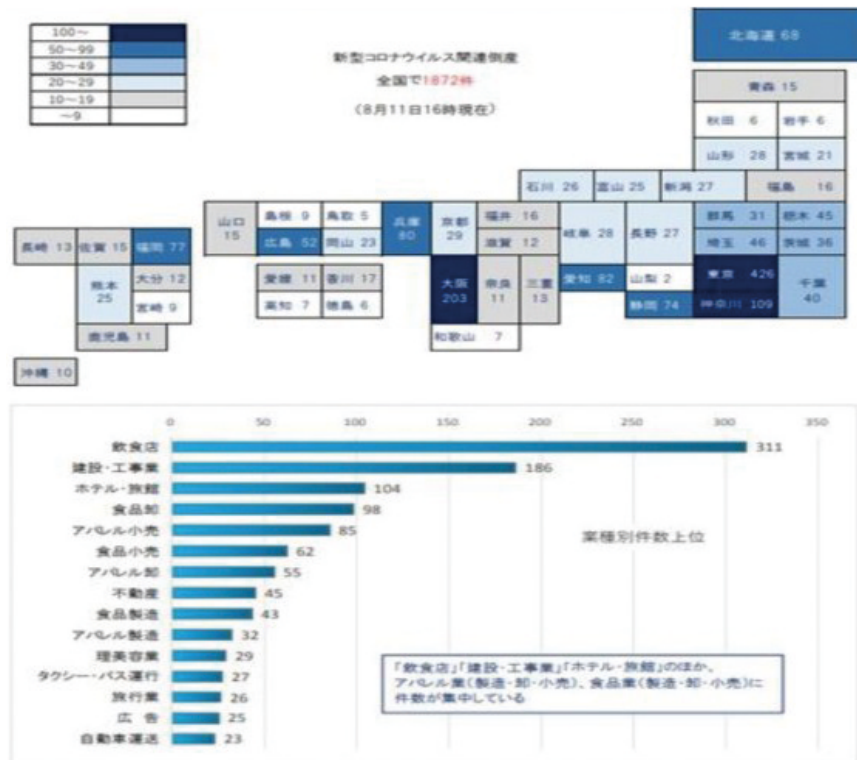 100～
50～99
30～49
20～29
10～19
～9
新型コロナウイルス関連倒産
全国で1872件
(8月11日16時現在)
北海道 68
青森 15
秋田 6 岩手 6
山形 28 宮城 21
石川 26 富山 25 新潟 27 福島 16
山口 15 島根 9 鳥取 5 兵庫 80 京都 29 福井 16 岐阜 28 長野 27 群馬 31 栃木 45
長崎 13 佐賀 15 福岡 77 広島 52 岡山 23 滋賀 12 埼玉 46 茨城 36
熊本 25 大分 12 愛媛 11 香川 17 大阪 203 奈良 11 三重 13 愛知 82 山梨 2 東京 426 千葉 40
宮崎 9 高知 7 徳島 6 静岡 74 神奈川 109
鹿児島 11 和歌山 7
沖縄 10
0 50 100 150 200 250 300 350
飲食店 311
建設・工事業 186
ホテル・旅館 104
食品卸 98
アパレル小売 85
食品小売 62
アパレル卸 55
不動産 45
食品製造 43
アパレル製造 32
理美容業 29
タクシー・バス運行 27
旅行業 26
広告 25
自動車運送 23
業種別件数上位
「飲食店」「建設・工事業」「ホテル・旅館」のほか、
アパレル業(製造・卸・小売)、食品業(製造・卸・小売)に
件数が集中している